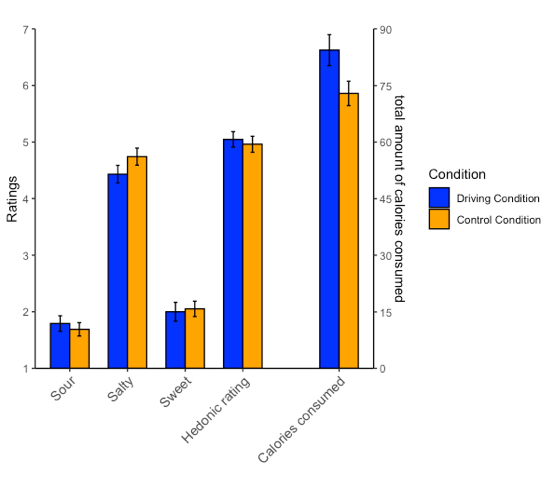 7
6
5
4
3
2
1
Ratings
90
75
60
45
30
15
0
total amount of calories consumed
Sour
Salty
Sweet
Hedonic rating
Calories consumed
Condition
Driving Condition
Control Condition